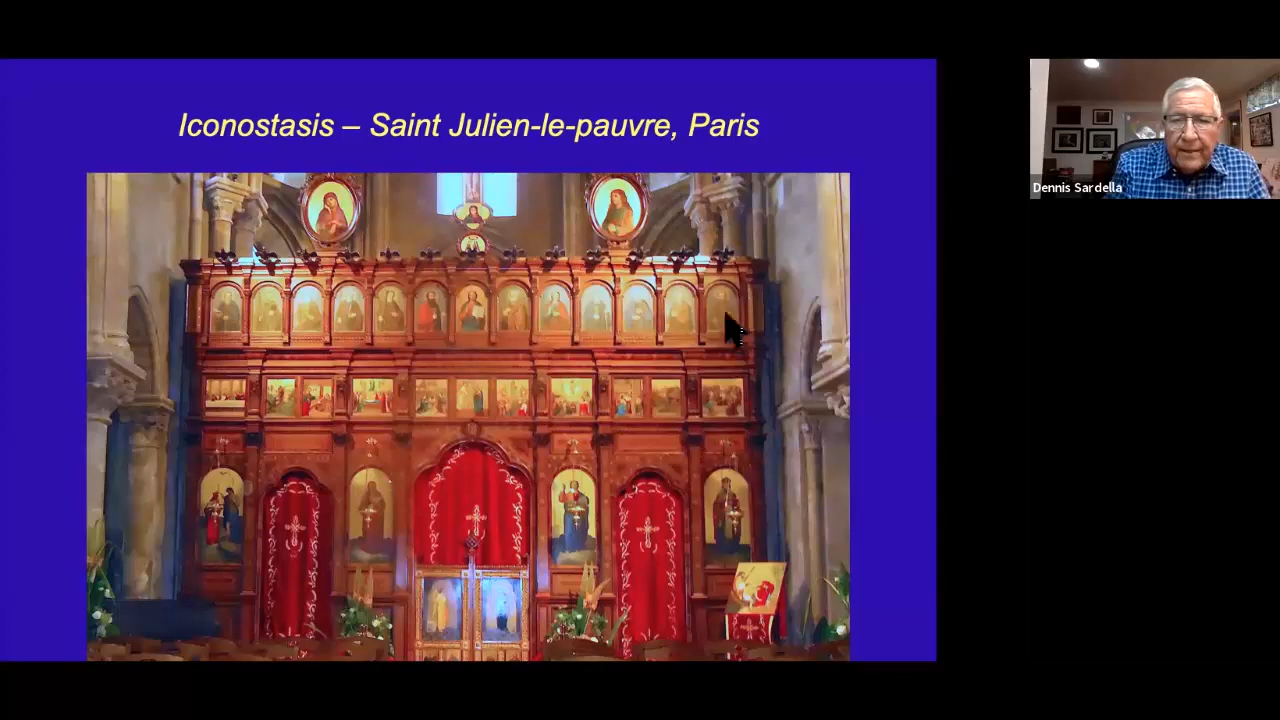 Iconostasis – Saint Julien-le-pauvre, Paris
Dennis Sardella